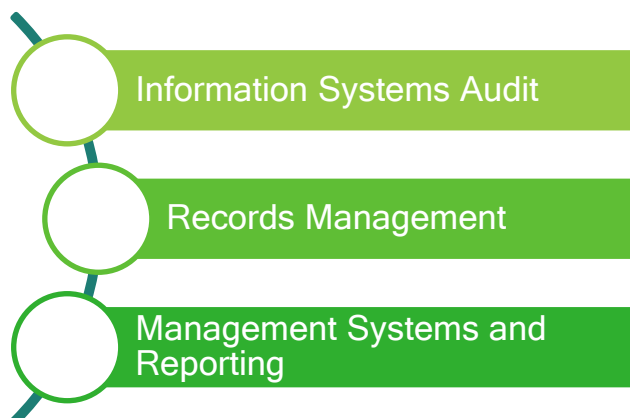 Information Systems Audit
Records Management
Management Systems and
Reporting